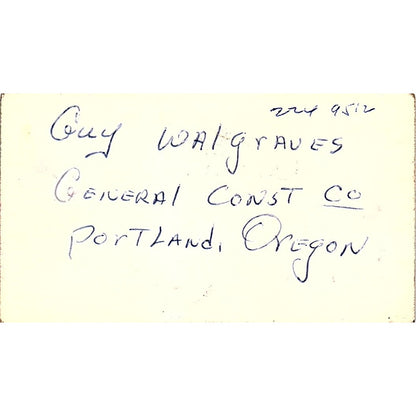 224 9512
Guy Walgraves
General Const Co
Portland, Oregon